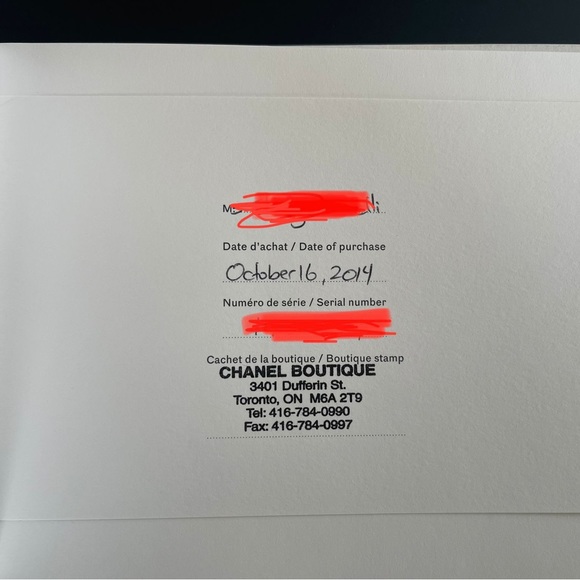 Date d'achat / Date of purchase
October 16, 2014
Numéro de série / Serial number
Cachet de la boutique / Boutique stamp
CHANEL BOUTIQUE
3401 Dufferin St.
Toronto, ON M6A 2T9
Tel: 416-784-0990
Fax: 416-784-0997